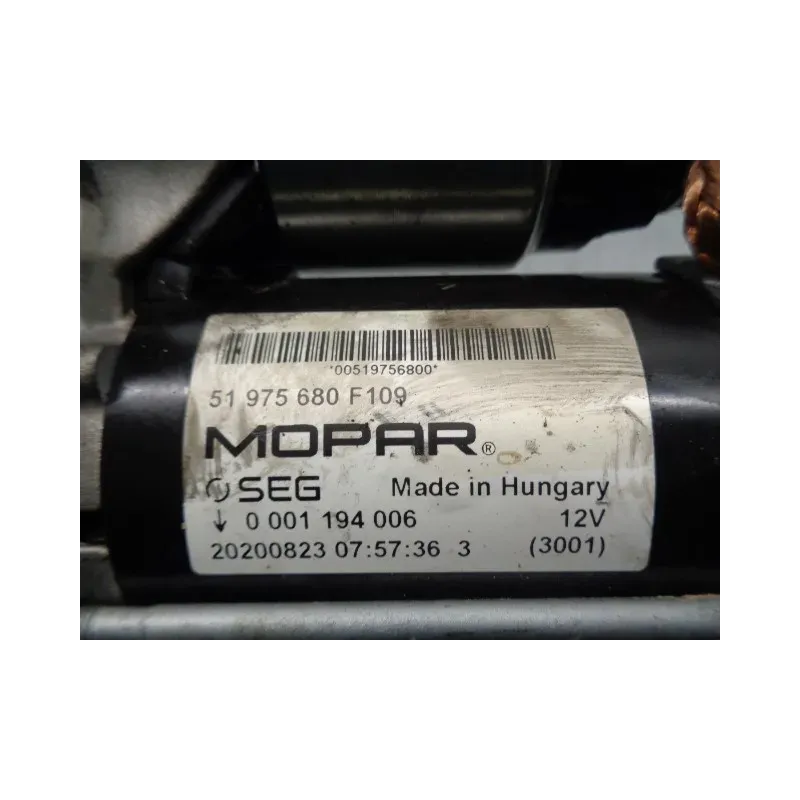 *00519756800*
51 975 680 F109
MOPAR®
SEG Made in Hungary
↓ 0 001 194 006 12V
20200823 07:57:36 3 (3001)